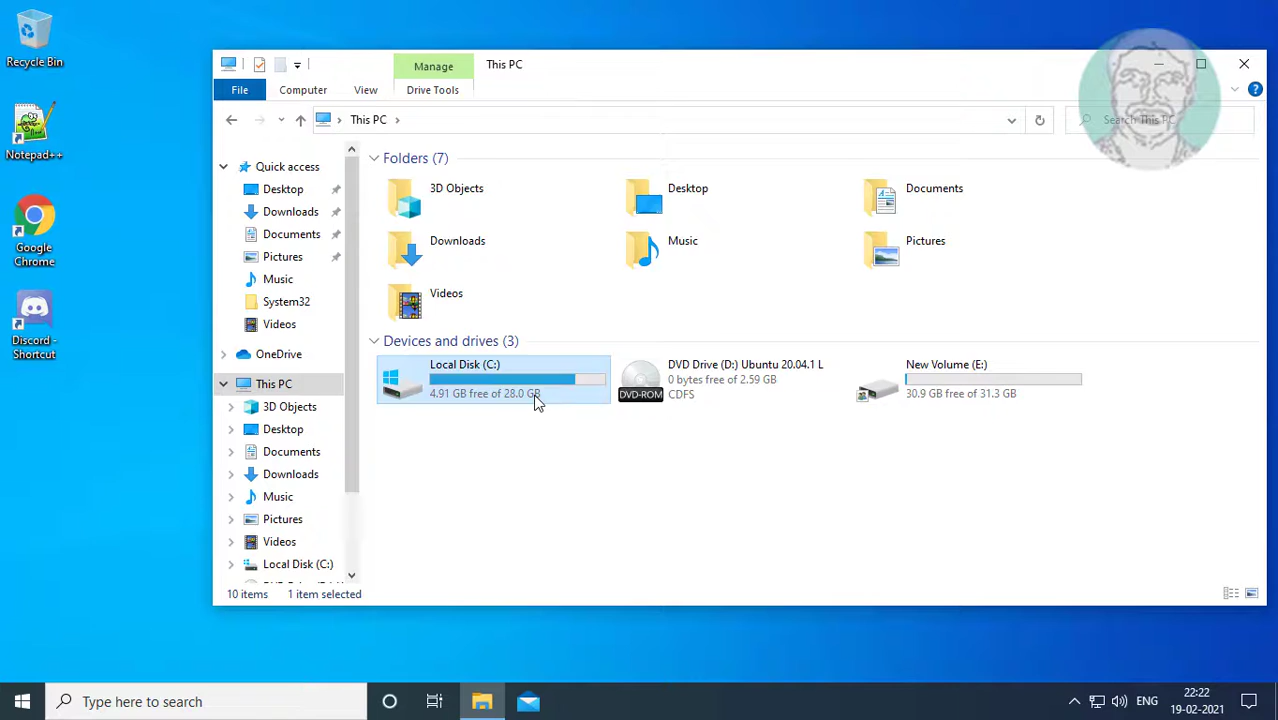 Recycle Bin
Notepad++
Google
Chrome
Discord -
Shortcut
Manage
This PC
File
Computer
View
Drive Tools
This PC
Search This PC
Quick access
Desktop
Downloads
Documents
Pictures
Music
System32
Videos
OneDrive
This PC
3D Objects
Desktop
Documents
Downloads
Music
Pictures
Videos
Local Disk (C:)
Folders (7)
3D Objects
Desktop
Documents
Downloads
Music
Pictures
Videos
Devices and drives (3)
Local Disk (C:)
4.91 GB free of 28.0 GB
DVD Drive (D:) Ubuntu 20.04.1 L
0 bytes free of 2.59 GB
CDFS
DVD-ROM
New Volume (E:)
30.9 GB free of 31.3 GB
10 items
1 item selected
Type here to search
ENG
22:22
19-02-2021